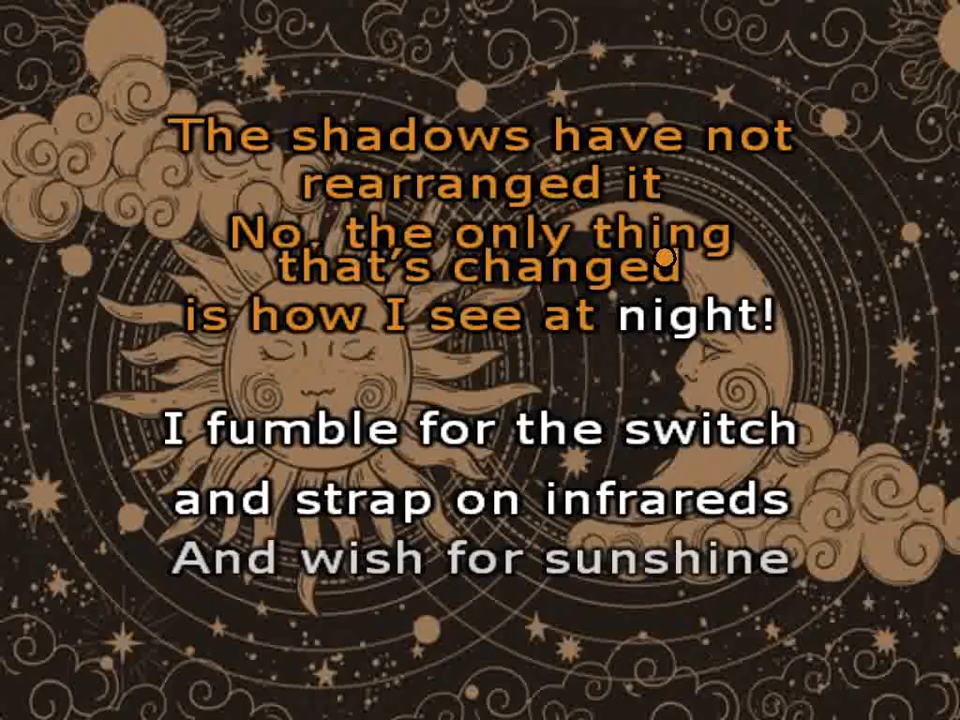 The shadows have not
rearranged it
No, the only thing
that's changed
is how I see at night!
I fumble for the switch
and strap on infrareds
And wish for sunshine